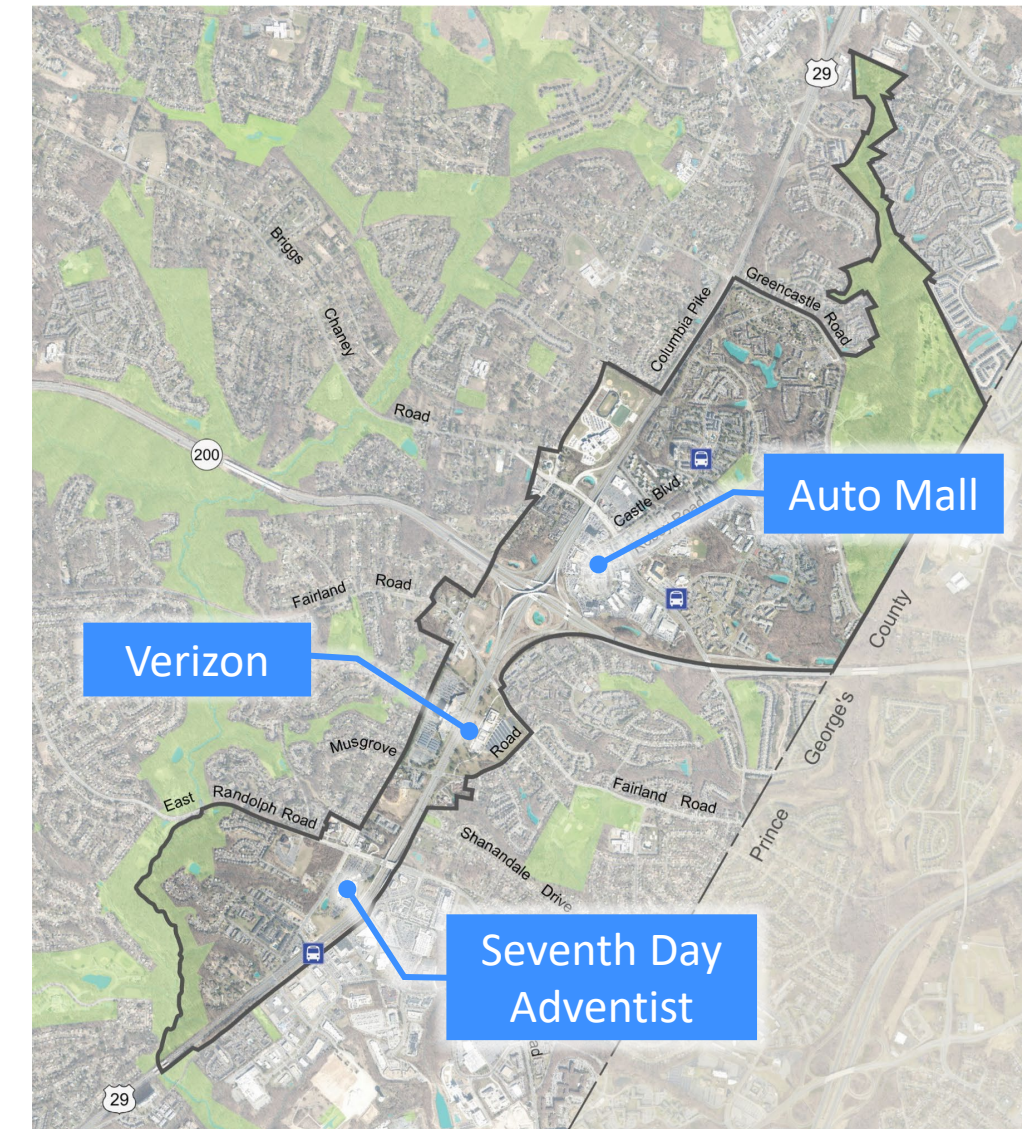 29
Greencastle Road
Columbia Pike
Briggs
Chaney
Road
200
Castle Blvd
Auto Mall
Fairland Road
County
Verizon
George's
Musgrove
Road
Fairland Road
East Randolph Road
Prince
Shanandale Drive
Seventh Day
Adventist
29